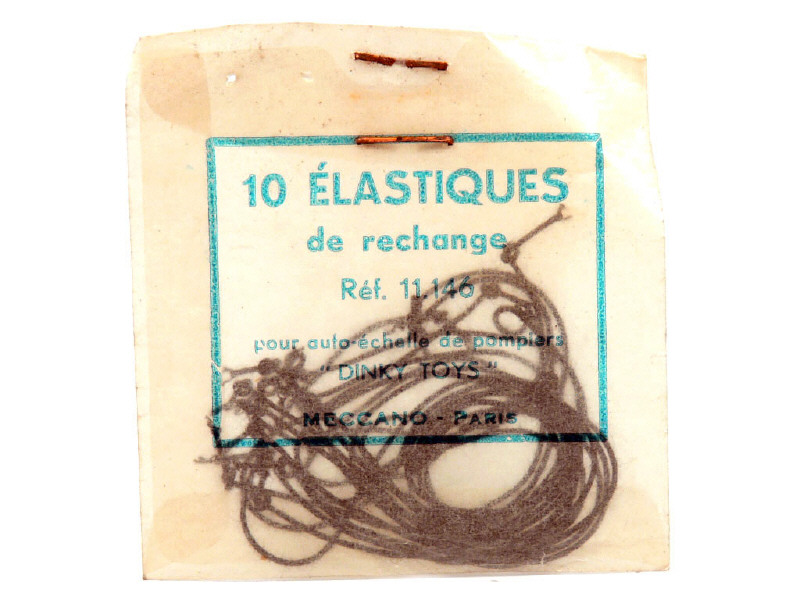 10 ÉLASTIQUES
de rechange
Réf. 11.146
pour auto-échelle de pompiers
"DINKY TOYS"
MECCANO - PARIS